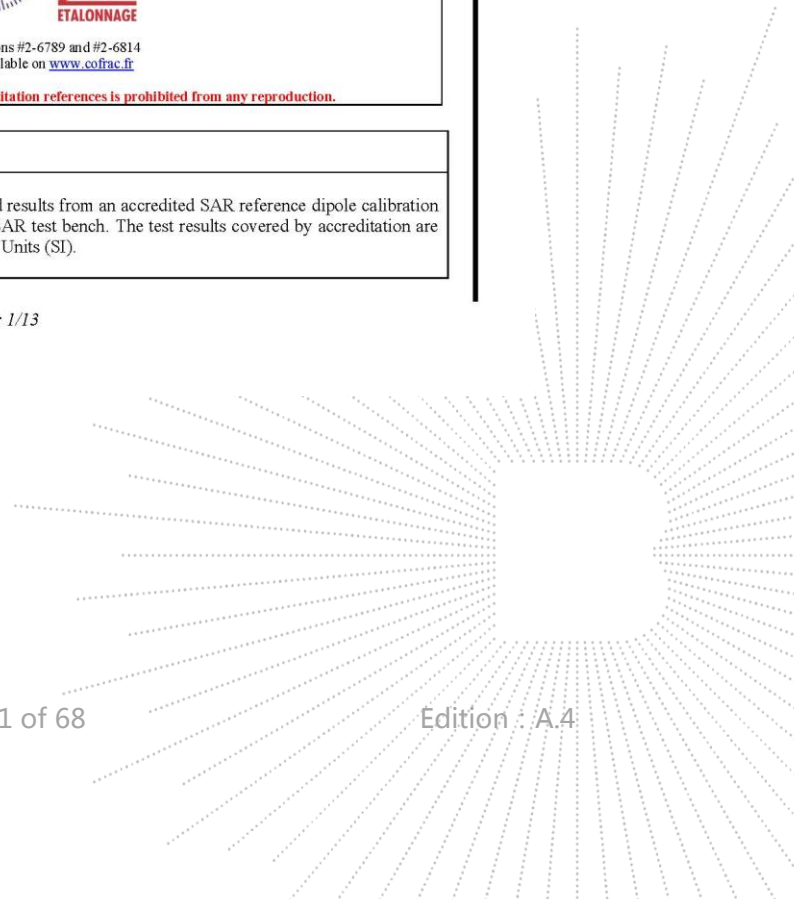 ETALONNAGE
ns #2-6789 and #2-6814
lable on www.cofrac.fr
itation references is prohibited from any reproduction.
l results from an accredited SAR reference dipole calibration
AR test bench. The test results covered by accreditation are
Units (SI).
: 1/13
1 of 68
Edition：A.4